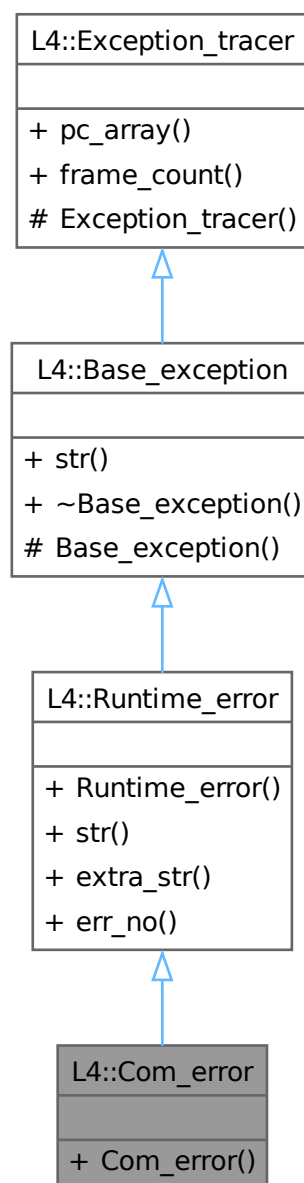 L4::Exception_tracer
+ pc_array()
+ frame_count()
# Exception_tracer()
L4::Base_exception
+ str()
+ ~Base_exception()
# Base_exception()
L4::Runtime_error
+ Runtime_error()
+ str()
+ extra_str()
+ err_no()
L4::Com_error
+ Com_error()